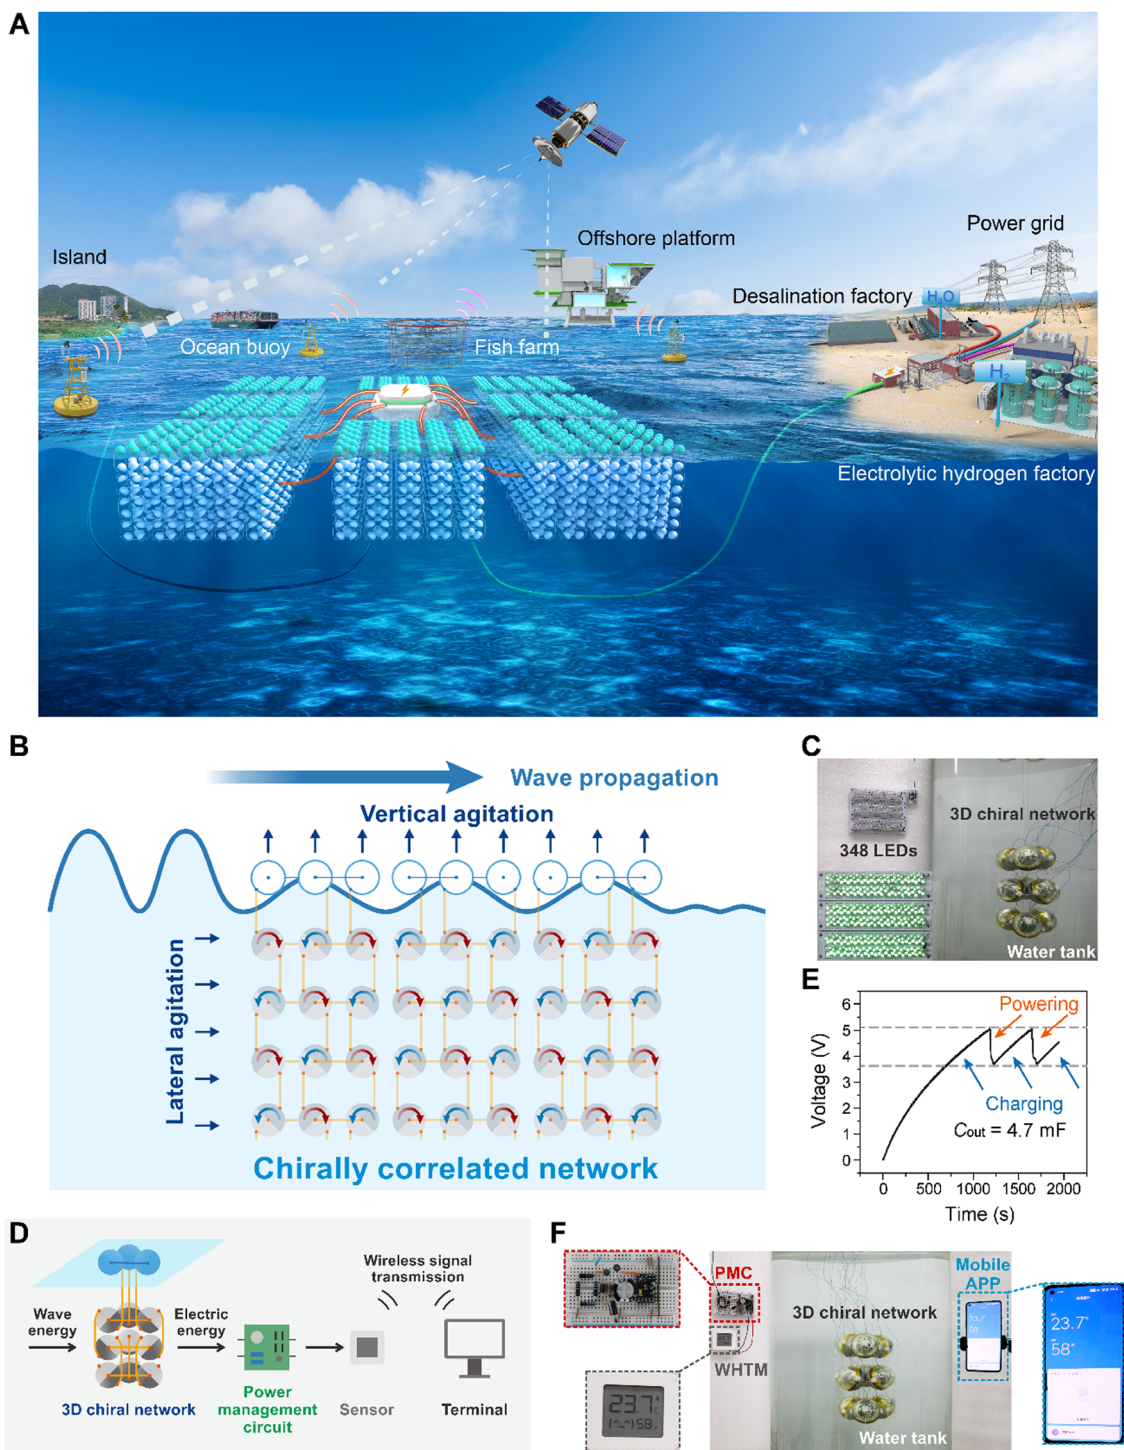 A
Island
Offshore platform
Power grid
Desalination factory
H₂O
Ocean buoy
Fish farm
H₂
Electrolytic hydrogen factory
B
Wave propagation
Vertical agitation
Lateral agitation
Chirally correlated network
C
3D chiral network
348 LEDs
Water tank
E
Voltage (V)
6
5
4
3
2
1
0
Powering
Charging
Cout = 4.7 mF
0 500 1000 1500 2000
Time (s)
D
Wave
energy
Electric
energy
Wireless signal
transmission
3D chiral network
Power
management
circuit
Sensor
Terminal
F
PMC
WHTM
3D chiral network
Water tank
Mobile
APP
23.7
58
23.7°
58°